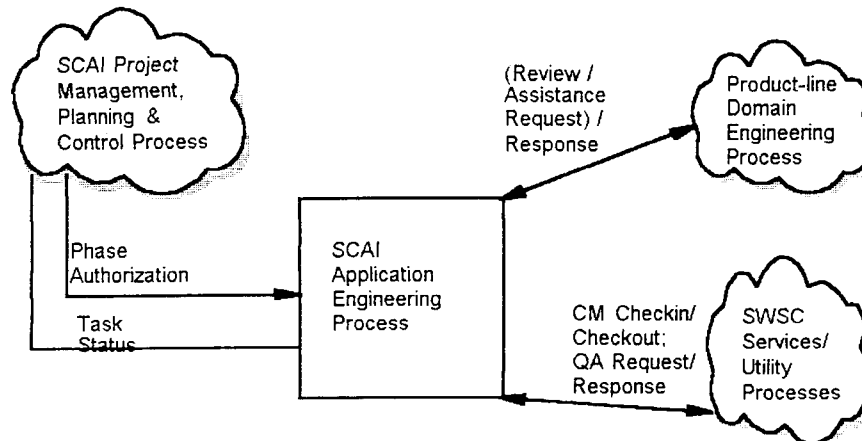 SCAI Project
Management,
Planning &
Control Process
(Review /
Assistance
Request) /
Response
Product-line
Domain
Engineering
Process
Phase
Authorization
SCAI
Application
Engineering
Process
Task
Status
CM Checkin/
Checkout;
QA Request/
Response
SWSC
Services/
Utility
Processes